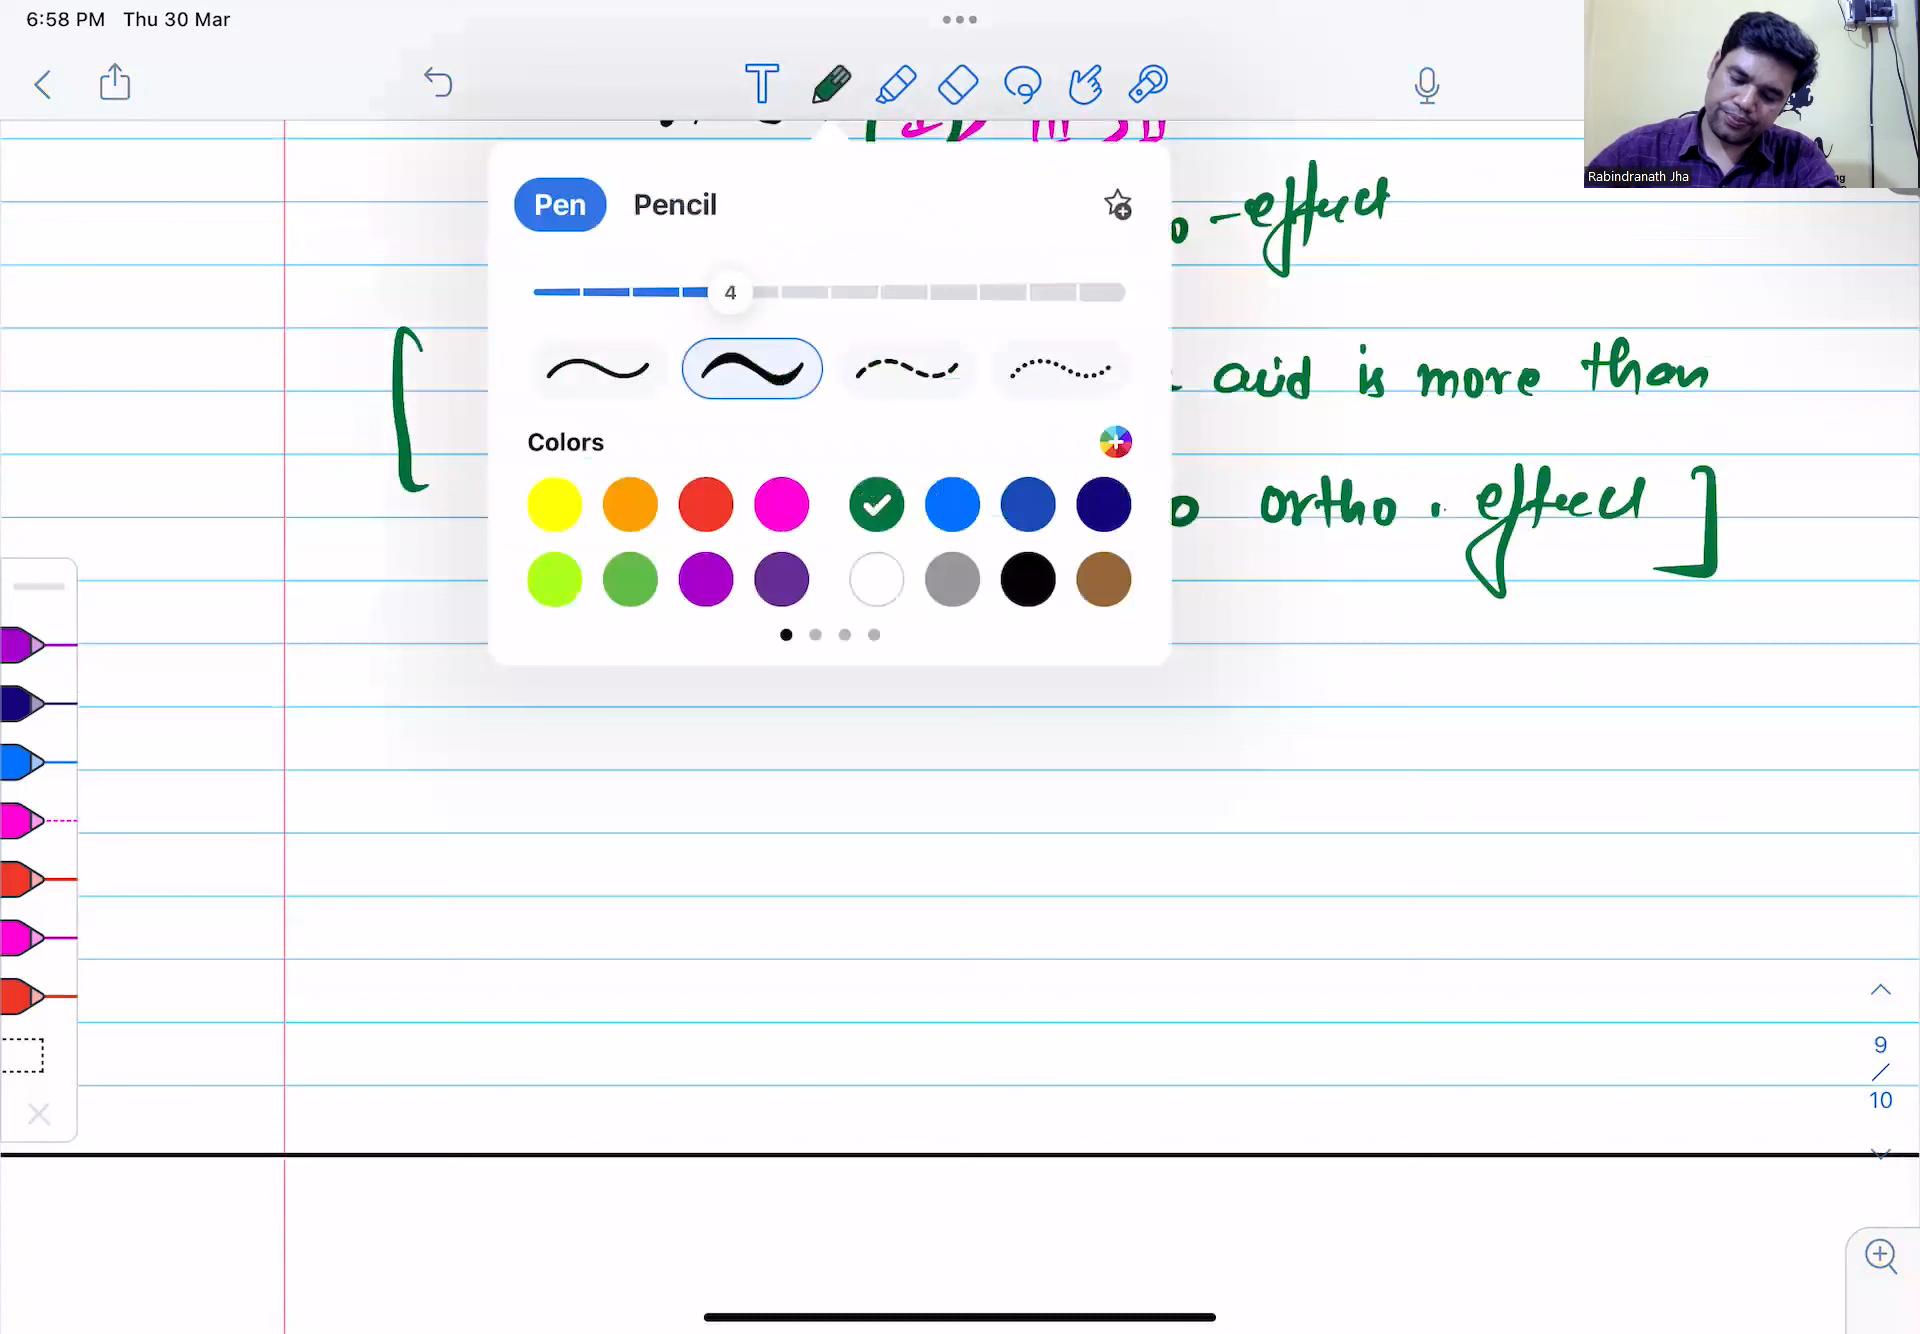 6:58 PM Thu 30 Mar
Rabindranath Jha
Pen Pencil
-effect
4
acid is more than
Colors
ortho . effect]
9
/
10